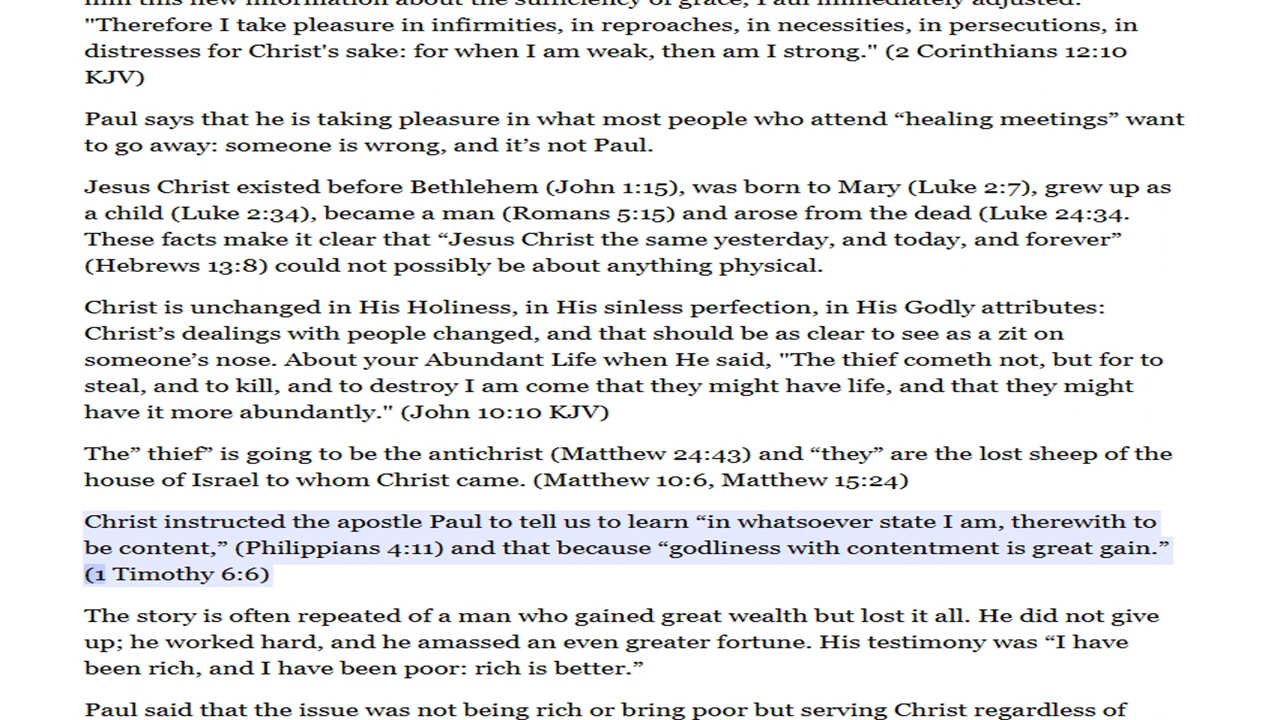 him this new information about the sufficiency of grace, Paul immediately adjusted.
"Therefore I take pleasure in infirmities, in reproaches, in necessities, in persecutions, in
distresses for Christ's sake: for when I am weak, then am I strong." (2 Corinthians 12:10
KJV)
Paul says that he is taking pleasure in what most people who attend “healing meetings” want
to go away: someone is wrong, and it’s not Paul.
Jesus Christ existed before Bethlehem (John 1:15), was born to Mary (Luke 2:7), grew up as
a child (Luke 2:34), became a man (Romans 5:15) and arose from the dead (Luke 24:34.
These facts make it clear that “Jesus Christ the same yesterday, and today, and forever”
(Hebrews 13:8) could not possibly be about anything physical.
Christ is unchanged in His Holiness, in His sinless perfection, in His Godly attributes:
Christ’s dealings with people changed, and that should be as clear to see as a zit on
someone’s nose. About your Abundant Life when He said, "The thief cometh not, but for to
steal, and to kill, and to destroy I am come that they might have life, and that they might
have it more abundantly." (John 10:10 KJV)
The” thief” is going to be the antichrist (Matthew 24:43) and “they” are the lost sheep of the
house of Israel to whom Christ came. (Matthew 10:6, Matthew 15:24)
Christ instructed the apostle Paul to tell us to learn “in whatsoever state I am, therewith to
be content,” (Philippians 4:11) and that because “godliness with contentment is great gain.”
(1 Timothy 6:6)
The story is often repeated of a man who gained great wealth but lost it all. He did not give
up; he worked hard, and he amassed an even greater fortune. His testimony was “I have
been rich, and I have been poor: rich is better.”
Paul said that the issue was not being rich or bring poor but serving Christ regardless of